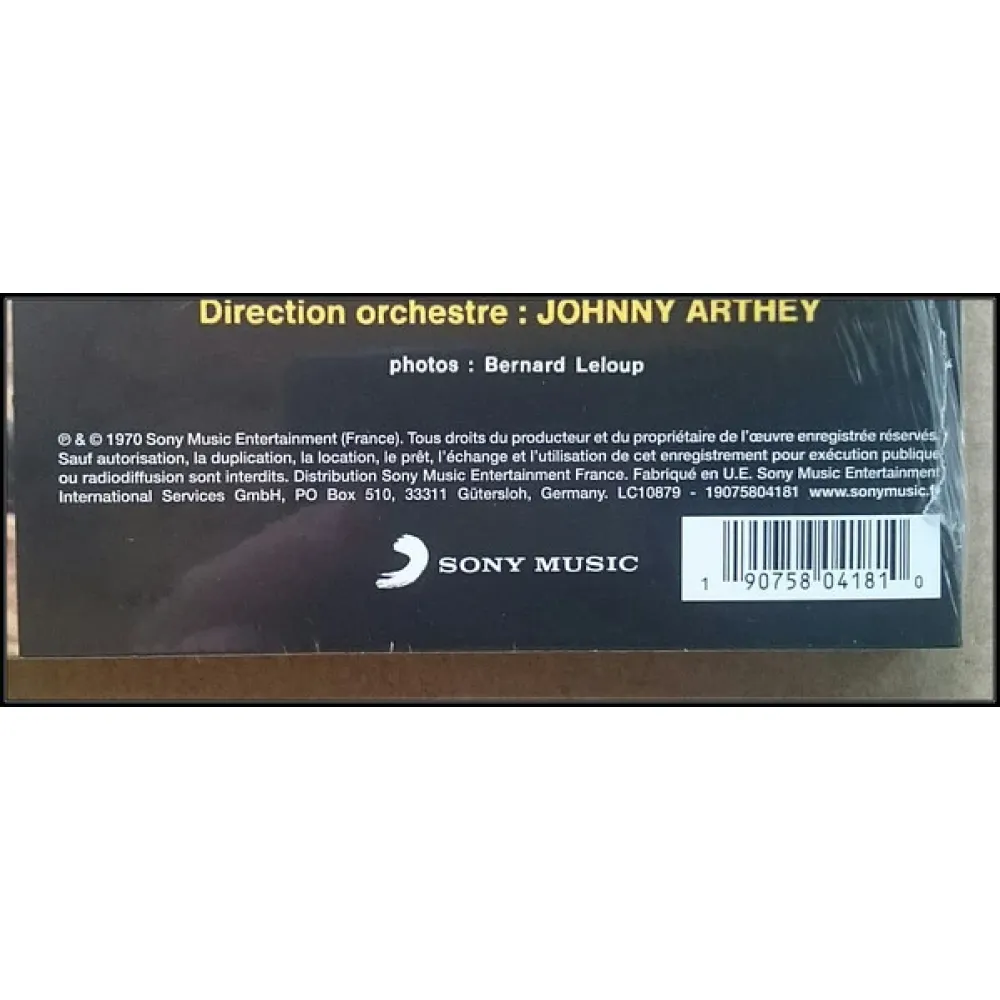 Direction orchestre : JOHNNY ARTHEY
photos : Bernard Leloup
℗ & © 1970 Sony Music Entertainment (France). Tous droits du producteur et du propriétaire de l'œuvre enregistrée réservés.
Sauf autorisation, la duplication, la location, le prêt, l'échange et l'utilisation de cet enregistrement pour exécution publique
ou radiodiffusion sont interdits. Distribution Sony Music Entertainment France. Fabriqué en U.E. Sony Music Entertainment
International Services GmbH, PO Box 510, 33311 Gütersloh, Germany. LC10879 - 19075804181 www.sonymusic.fr
SONY MUSIC
1 90758 04181 0